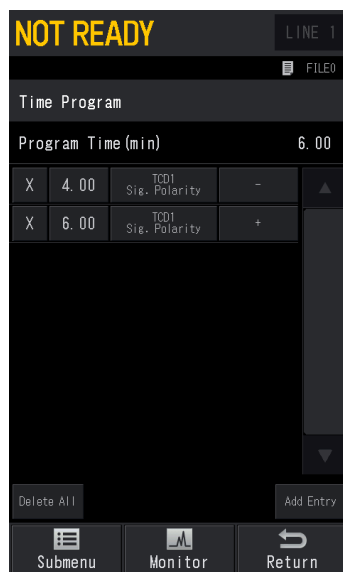 NOT READY LINE 1
FILE0
Time Program
Program Time(min) 6.00
X 4.00 TCD1 Sig. Polarity -
X 6.00 TCD1 Sig. Polarity +
Delete All Add Entry
Submenu Monitor Return